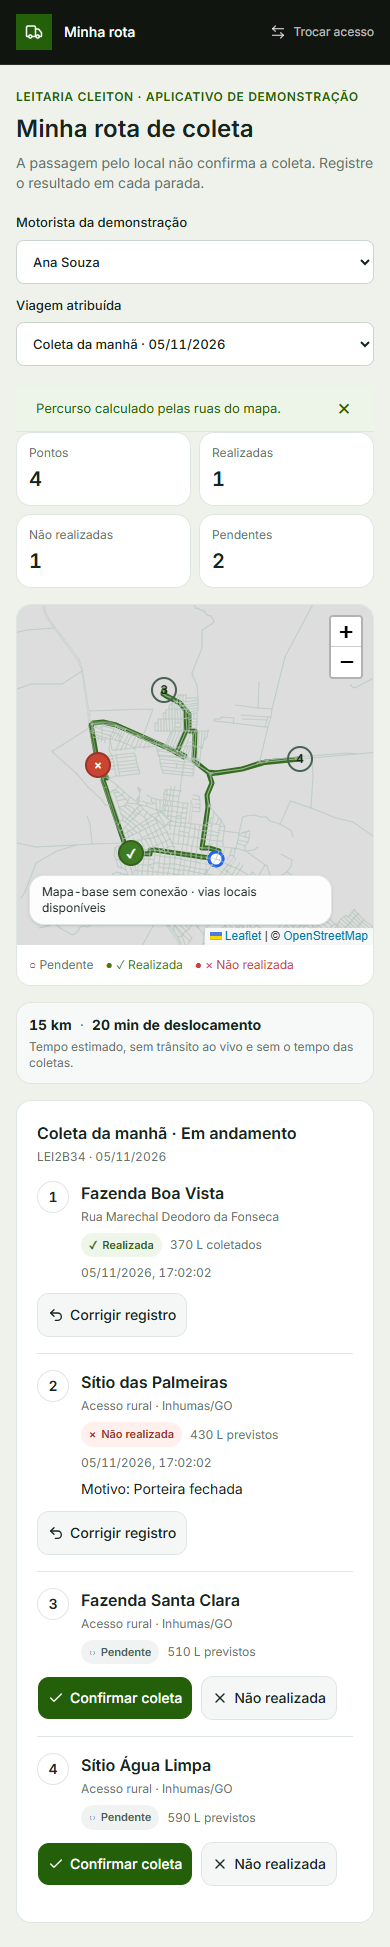 Minha rota
Trocar acesso
LEITARIA CLEITON · APLICATIVO DE DEMONSTRAÇÃO
Minha rota de coleta
A passagem pelo local não confirma a coleta. Registre
o resultado em cada parada.
Motorista da demonstração
Ana Souza
Viagem atribuída
Coleta da manhã · 05/11/2026
Percurso calculado pelas ruas do mapa.
Pontos
4
Realizadas
1
Não realizadas
1
Pendentes
2
+
−
3
4
×
✓
Mapa-base sem conexão · vias locais
disponíveis
Leaflet | © OpenStreetMap
○ Pendente ● ✓ Realizada ● × Não realizada
15 km · 20 min de deslocamento
Tempo estimado, sem trânsito ao vivo e sem o tempo das
coletas.
Coleta da manhã · Em andamento
LEI2B34 · 05/11/2026
1
Fazenda Boa Vista
Rua Marechal Deodoro da Fonseca
✓ Realizada 370 L coletados
05/11/2026, 17:02:02
Corrigir registro
2
Sítio das Palmeiras
Acesso rural · Inhumas/GO
× Não realizada 430 L previstos
05/11/2026, 17:02:02
Motivo: Porteira fechada
Corrigir registro
3
Fazenda Santa Clara
Acesso rural · Inhumas/GO
○ Pendente 510 L previstos
Confirmar coleta
Não realizada
4
Sítio Água Limpa
Acesso rural · Inhumas/GO
○ Pendente 590 L previstos
Confirmar coleta
Não realizada